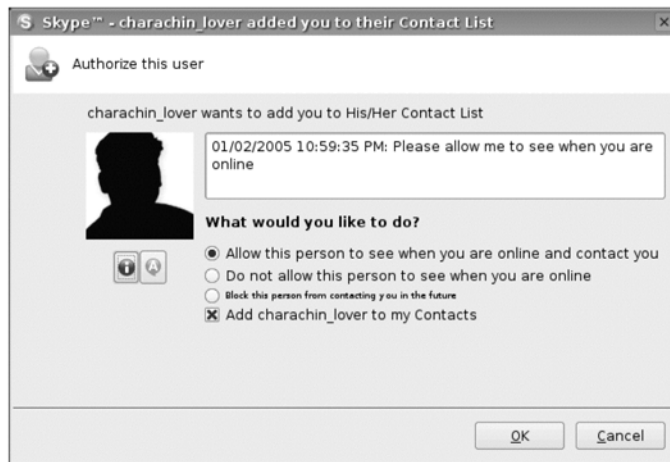 Skype™ - charachin_lover added you to their Contact List
Authorize this user
charachin_lover wants to add you to His/Her Contact List
01/02/2005 10:59:35 PM: Please allow me to see when you are
online
What would you like to do?
Allow this person to see when you are online and contact you
Do not allow this person to see when you are online
Block this person from contacting you in the future
Add charachin_lover to my Contacts
OK Cancel